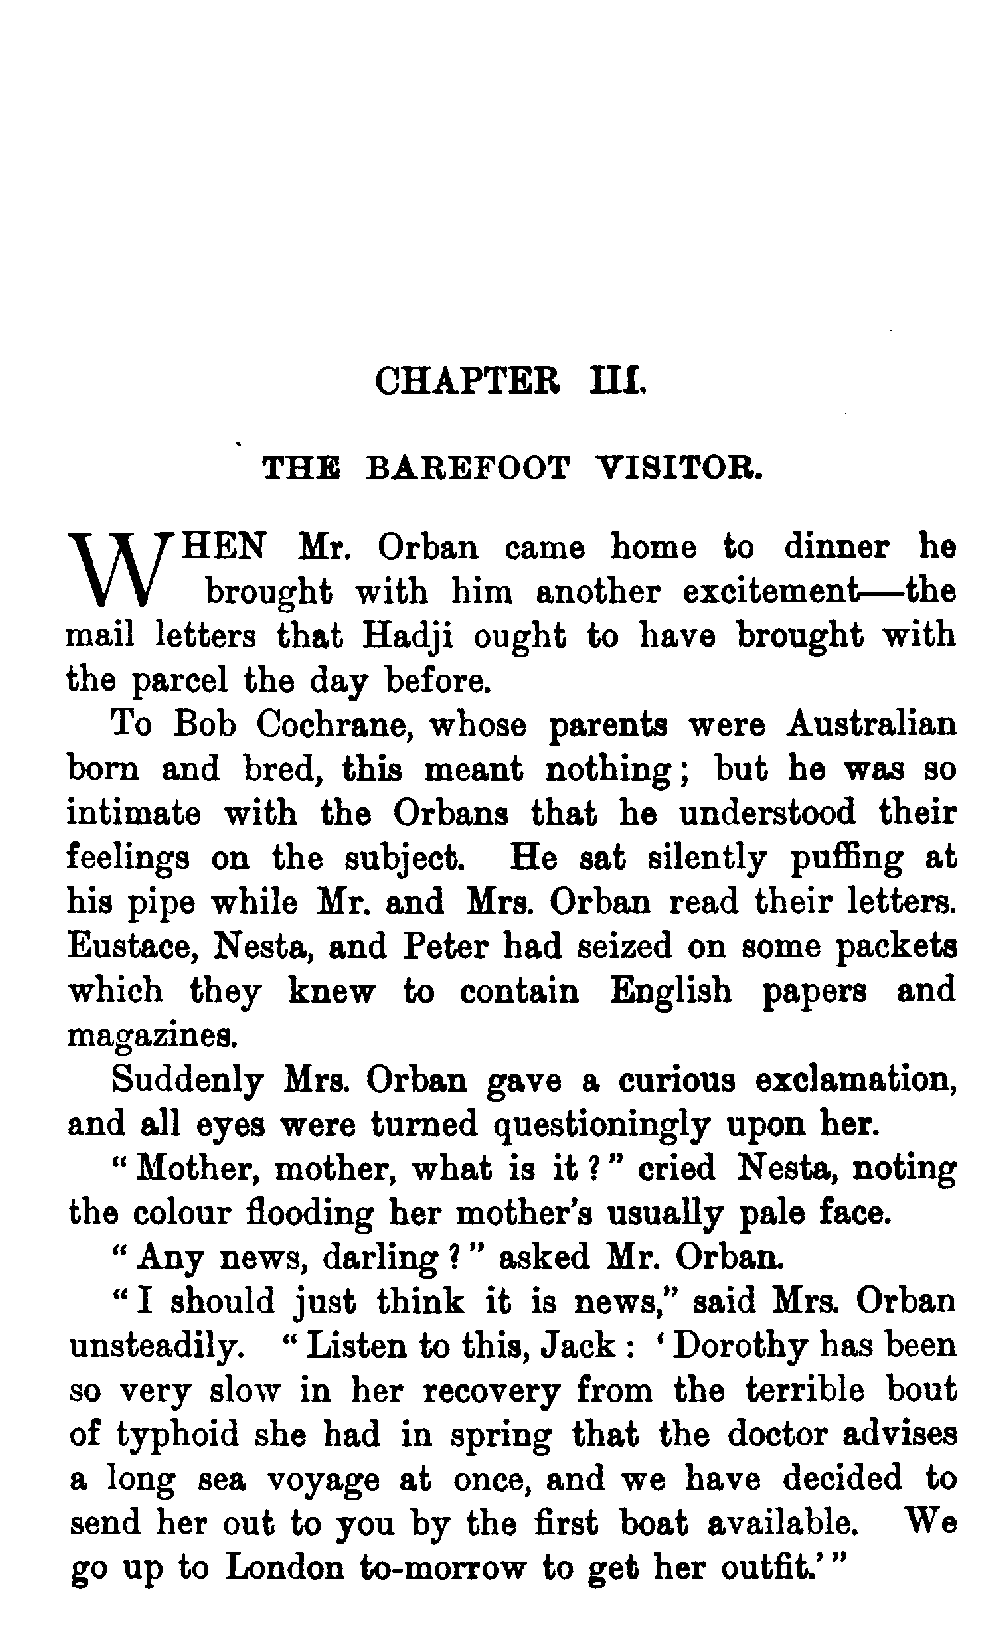 CHAPTER III.
THE BAREFOOT VISITOR.
WHEN Mr. Orban came home to dinner he
brought with him another excitement—the
mail letters that Hadji ought to have brought with
the parcel the day before.
To Bob Cochrane, whose parents were Australian
born and bred, this meant nothing; but he was so
intimate with the Orbans that he understood their
feelings on the subject. He sat silently puffing at
his pipe while Mr. and Mrs. Orban read their letters.
Eustace, Nesta, and Peter had seized on some packets
which they knew to contain English papers and
magazines.
Suddenly Mrs. Orban gave a curious exclamation,
and all eyes were turned questioningly upon her.
“Mother, mother, what is it?” cried Nesta, noting
the colour flooding her mother’s usually pale face.
“Any news, darling?” asked Mr. Orban.
“I should just think it is news,” said Mrs. Orban
unsteadily. “Listen to this, Jack: ‘Dorothy has been
so very slow in her recovery from the terrible bout
of typhoid she had in spring that the doctor advises
a long sea voyage at once, and we have decided to
send her out to you by the first boat available. We
go up to London to-morrow to get her outfit.’”